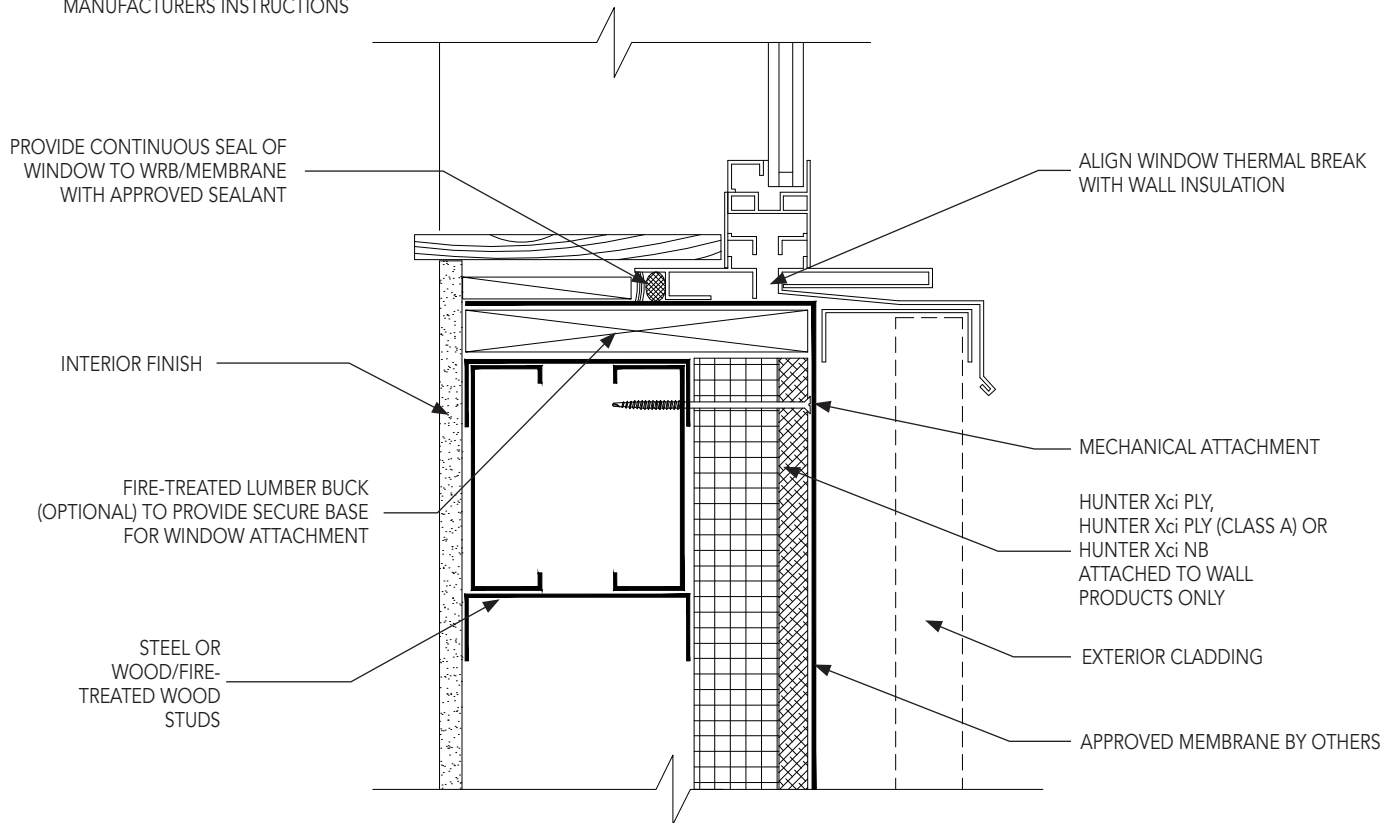 MANUFACTURERS INSTRUCTIONS
PROVIDE CONTINUOUS SEAL OF
WINDOW TO WRB/MEMBRANE
WITH APPROVED SEALANT
ALIGN WINDOW THERMAL BREAK
WITH WALL INSULATION
INTERIOR FINISH
MECHANICAL ATTACHMENT
FIRE-TREATED LUMBER BUCK
(OPTIONAL) TO PROVIDE SECURE BASE
FOR WINDOW ATTACHMENT
HUNTER Xci PLY,
HUNTER Xci PLY (CLASS A) OR
HUNTER Xci NB
ATTACHED TO WALL
PRODUCTS ONLY
STEEL OR
WOOD/FIRE-
TREATED WOOD
STUDS
EXTERIOR CLADDING
APPROVED MEMBRANE BY OTHERS